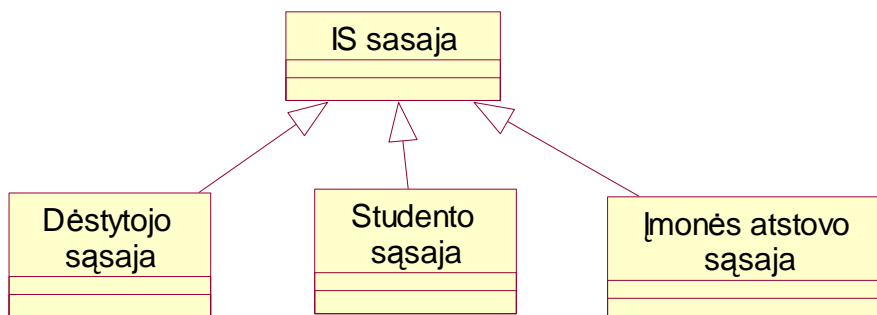 IS sasaja
Dėstytojo
sąsaja
Studento
sąsaja
Įmonės atstovo
sąsaja